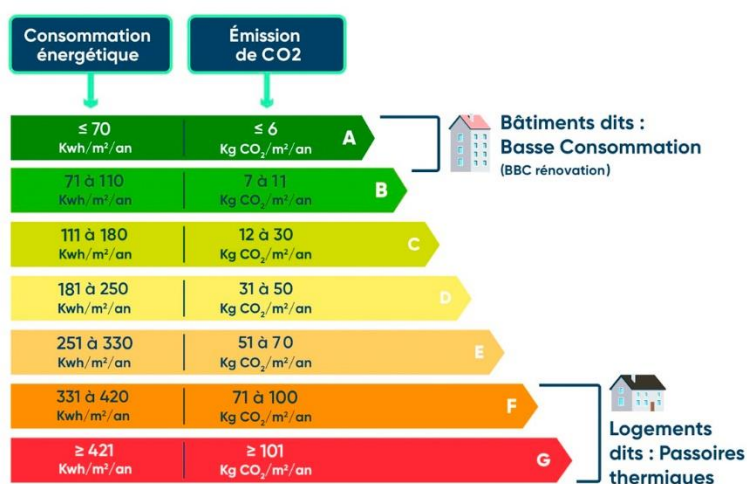 Consommation
énergétique
Émission
de CO2
≤ 70
Kwh/m²/an
≤ 6
Kg CO₂/m²/an
A
71 à 110
Kwh/m²/an
7 à 11
Kg CO₂/m²/an
B
111 à 180
Kwh/m²/an
12 à 30
Kg CO₂/m²/an
C
181 à 250
Kwh/m²/an
31 à 50
Kg CO₂/m²/an
D
251 à 330
Kwh/m²/an
51 à 70
Kg CO₂/m²/an
E
331 à 420
Kwh/m²/an
71 à 100
Kg CO₂/m²/an
F
≥ 421
Kwh/m²/an
≥ 101
Kg CO₂/m²/an
G
Bâtiments dits :
Basse Consommation
(BBC rénovation)
Logements
dits : Passoires
thermiques